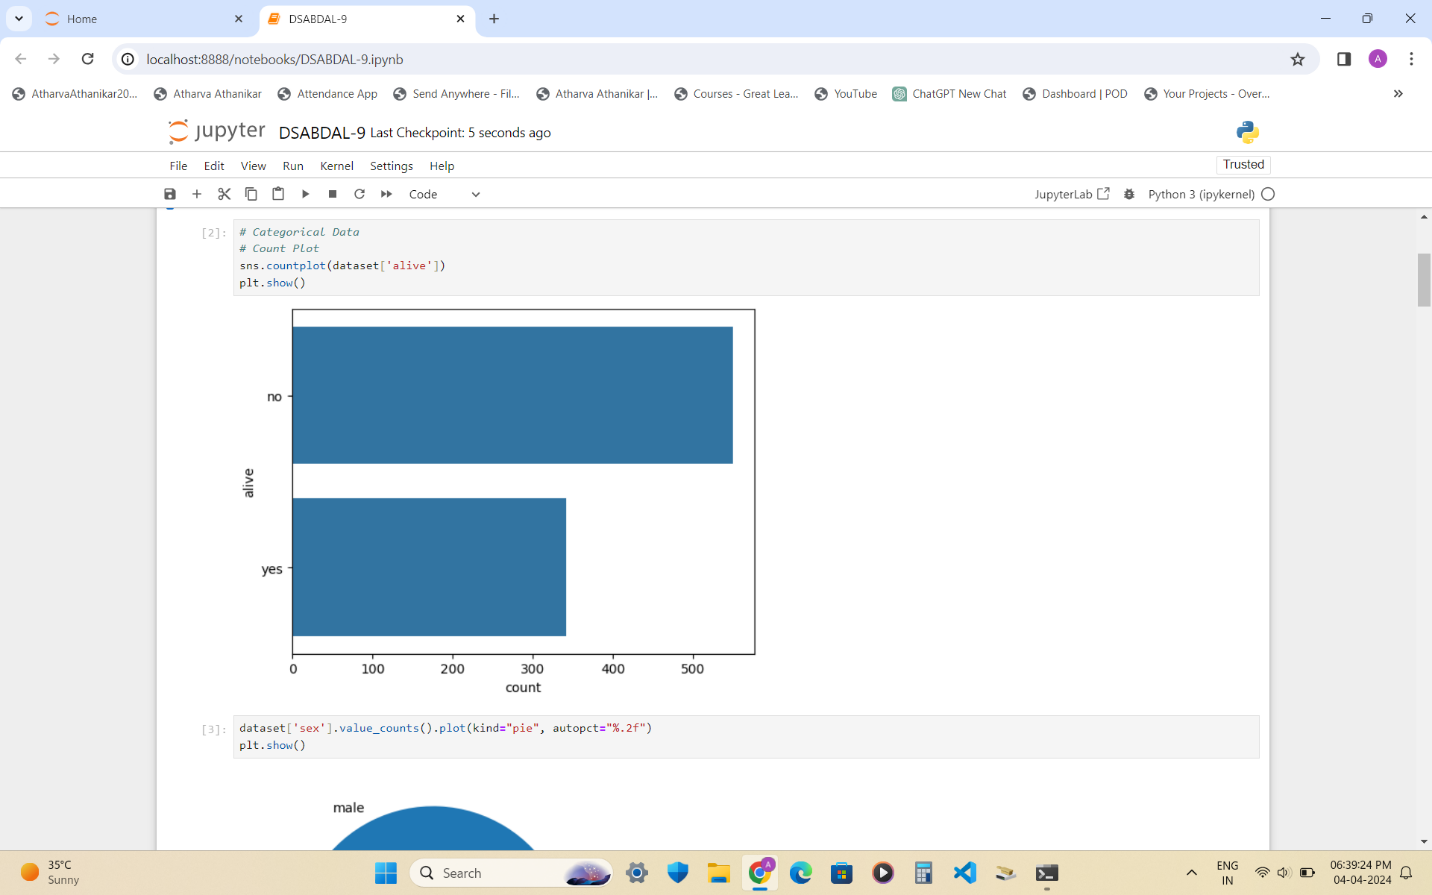 Home
DSABDAL-9
localhost:8888/notebooks/DSABDAL-9.ipynb
A
AtharvaAthanikar20... Atharva Athanikar Attendance App Send Anywhere - Fil... Atharva Athanikar |... Courses - Great Lea... YouTube ChatGPT New Chat Dashboard | POD Your Projects - Over... »
jupyter DSABDAL-9 Last Checkpoint: 5 seconds ago
File Edit View Run Kernel Settings Help Trusted
Code JupyterLab Python 3 (ipykernel)
[2]: # Categorical Data
# Count Plot
sns.countplot(dataset['alive'])
plt.show()
no
alive
yes
0 100 200 300 400 500
count
[3]: dataset['sex'].value_counts().plot(kind="pie", autopct="%.2f")
plt.show()
male
35°C
Sunny
Search
A
ENG
IN
06:39:24 PM
04-04-2024